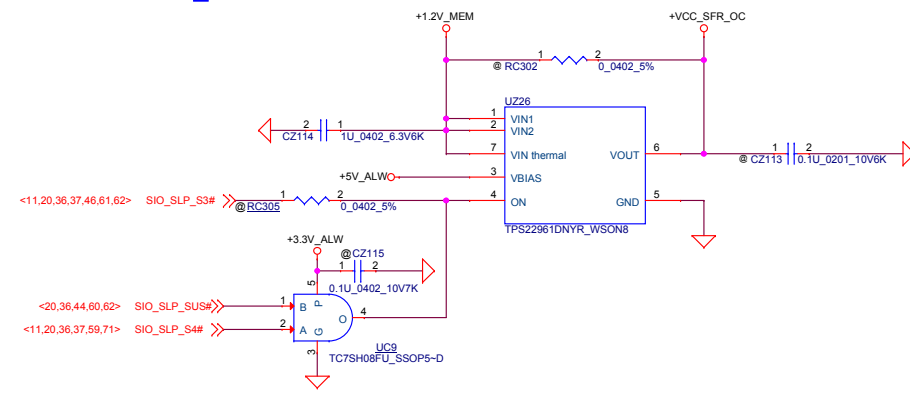 +1.2V_MEM
+VCC_SFR_OC
@ RC302
1
2
0_0402_5%
UZ26
2
1
CZ114
1U_0402_6.3V6K
1
VIN1
2
VIN2
7
VIN thermal
VOUT
6
1
2
@ CZ113
0.1U_0201_10V6K
+5V_ALW
3
VBIAS
<11,20,36,37,46,61,62>
SIO_SLP_S3#
1
2
@RC305
0_0402_5%
4
ON
GND
5
TPS22961DNYR_WSON8
+3.3V_ALW
@CZ115
1
2
0.1U_0402_10V7K
5
<20,36,44,60,62>
SIO_SLP_SUS#
1
B
P
O
4
<11,20,36,37,59,71>
SIO_SLP_S4#
2
A
G
3
UC9
TC7SH08FU_SSOP5~D